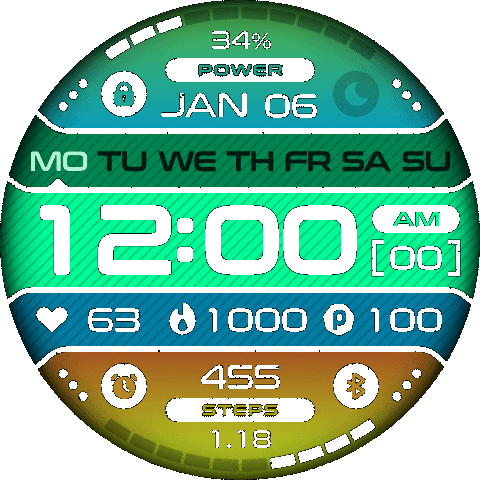 34%
POWER
JAN 06
MO TU WE TH FR SA SU
12:00 AM
[00]
63 1000 P 100
455
STEPS
1.18